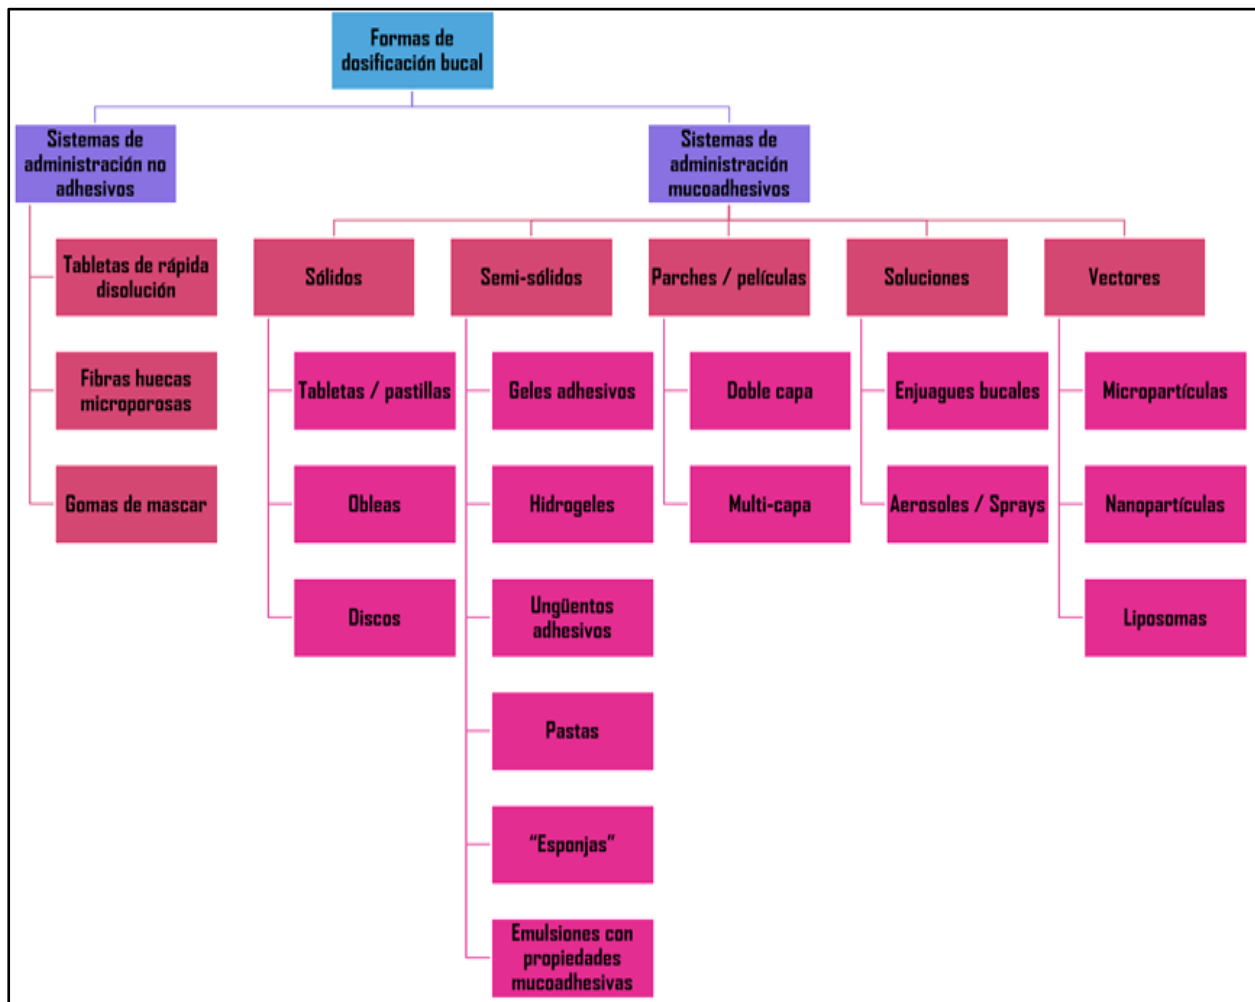 Formas de
dosificación bucal
Sistemas de
administración no
adhesivos
Sistemas de
administración
mucoadhesivos
Tabletas de rápida
disolución
Fibras huecas
microporosas
Gomas de mascar
Sólidos
Tabletas / pastillas
Obleas
Discos
Semi-sólidos
Geles adhesivos
Hidrogeles
Ungüentos
adhesivos
Pastas
“Esponjas”
Emulsiones con
propiedades
mucoadhesivas
Parches / películas
Doble capa
Multi-capa
Soluciones
Enjuagues bucales
Aerosoles / Sprays
Vectores
Micropartículas
Nanopartículas
Liposomas